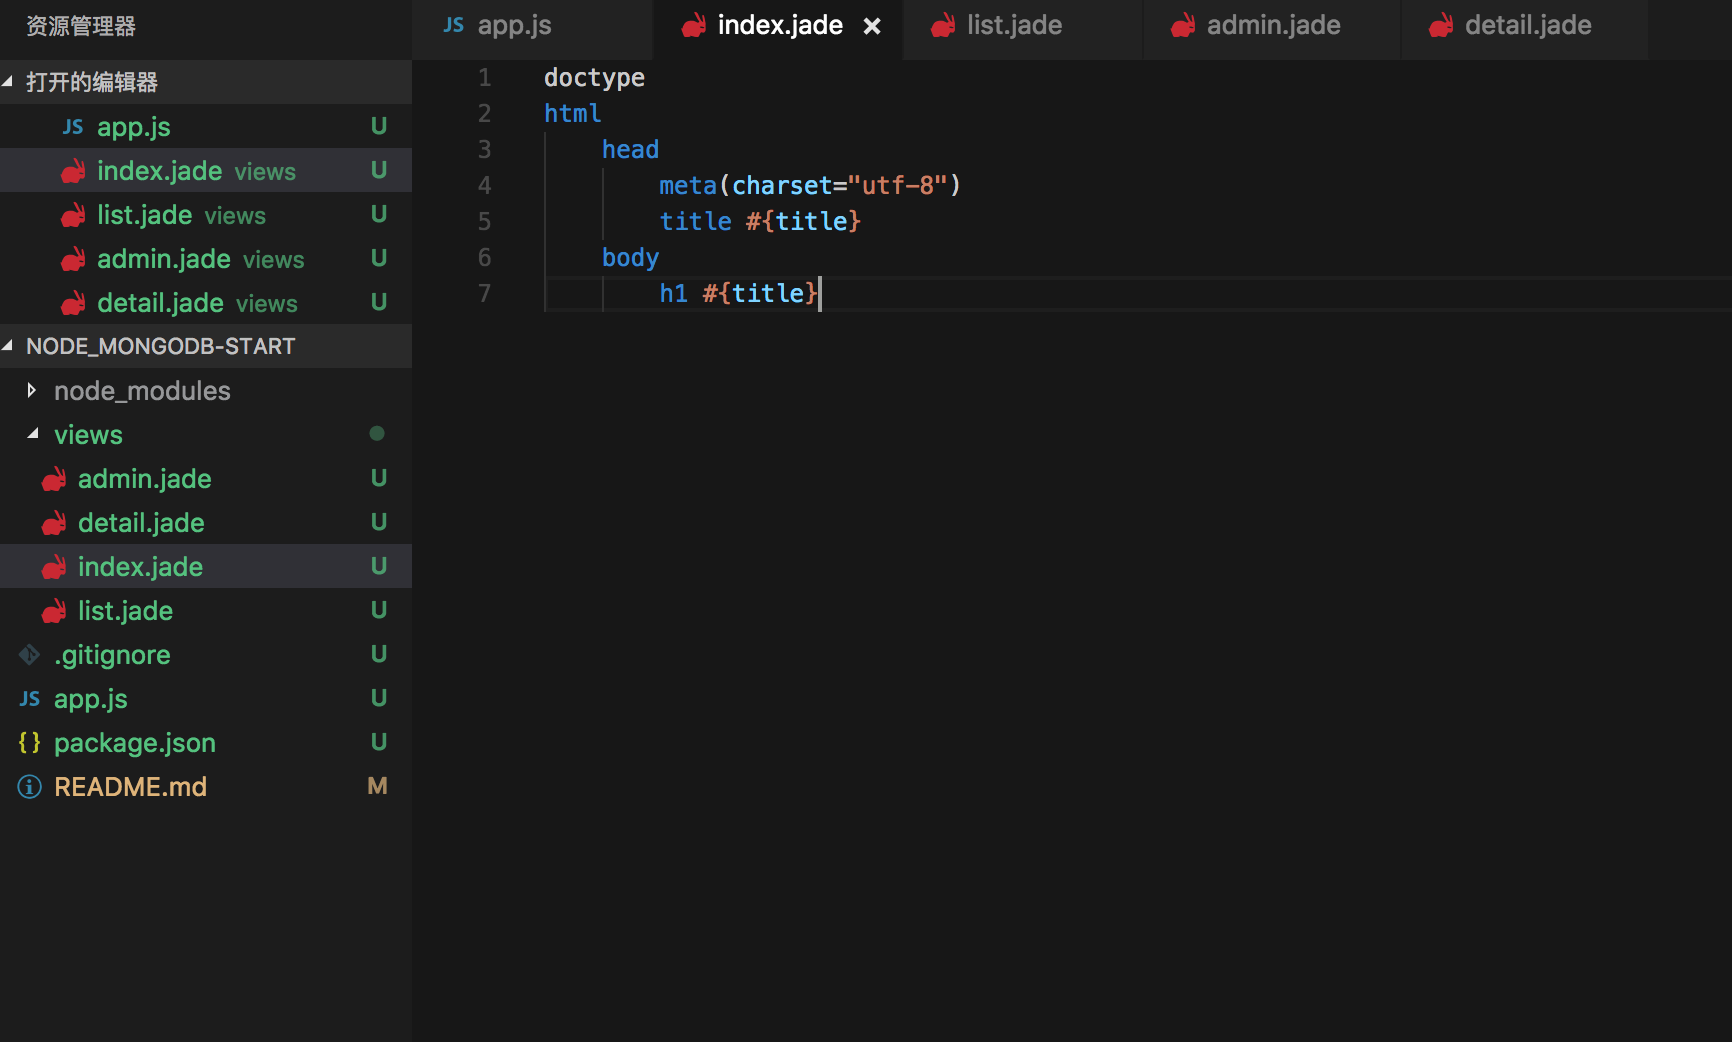 资源管理器
打开的编辑器
JS app.js U
index.jade views U
list.jade views U
admin.jade views U
detail.jade views U
NODE_MONGODB-START
node_modules
views
admin.jade U
detail.jade U
index.jade U
list.jade U
.gitignore U
JS app.js U
{} package.json U
README.md M
JS app.js index.jade × list.jade admin.jade detail.jade
1 doctype
2 html
3 head
4 meta(charset="utf-8")
5 title #{title}
6 body
7 h1 #{title}